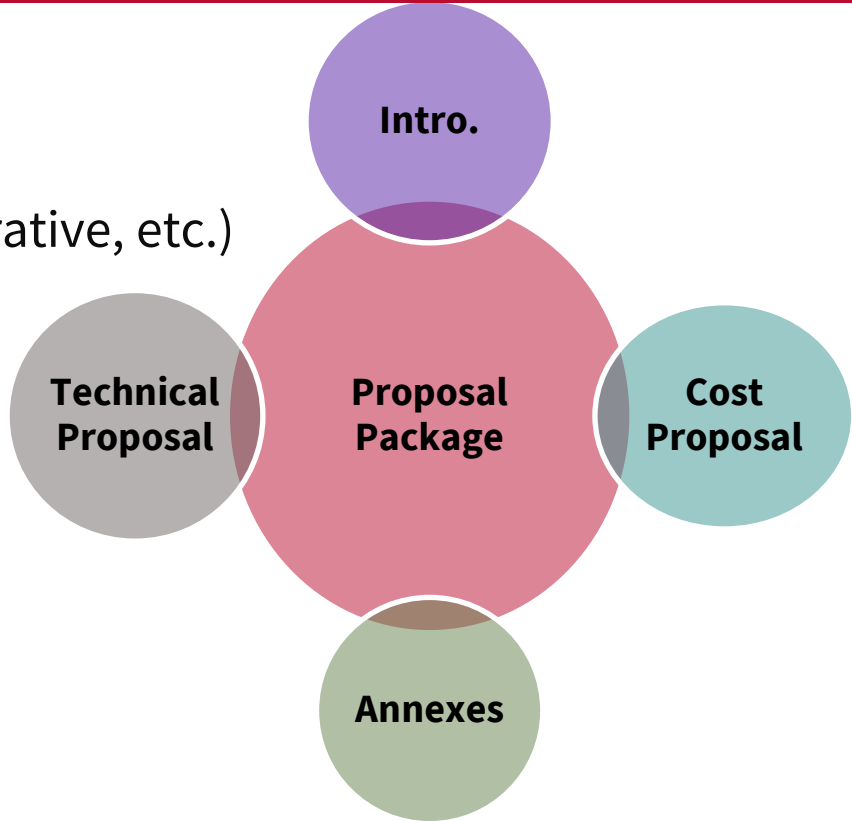 Intro.
rative, etc.)
Technical
Proposal
Proposal
Package
Cost
Proposal
Annexes